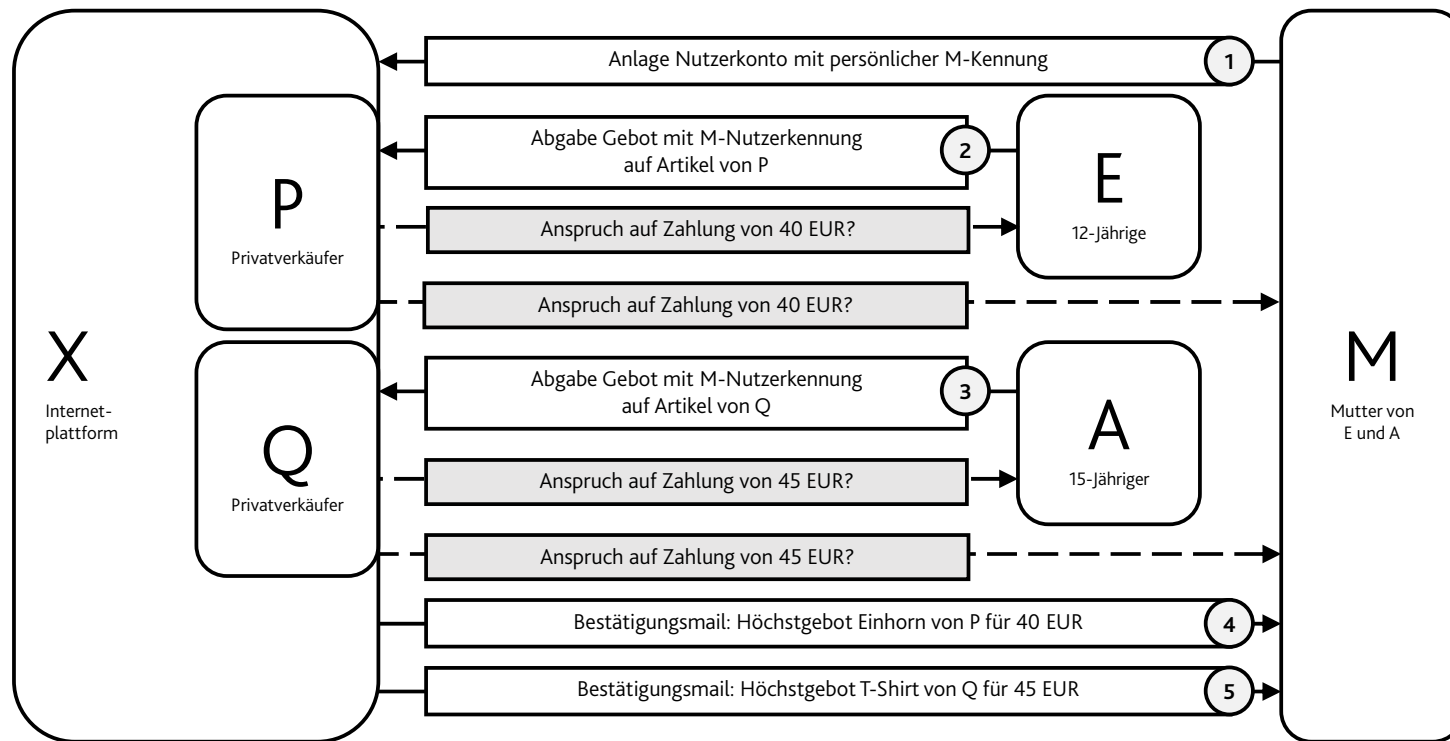 Anlage Nutzerkonto mit persönlicher M-Kennung
1
Abgabe Gebot mit M-Nutzerkennung
auf Artikel von P
2
P
Privatverkäufer
E
12-Jährige
Anspruch auf Zahlung von 40 EUR?
Anspruch auf Zahlung von 40 EUR?
X
Internet-
plattform
Abgabe Gebot mit M-Nutzerkennung
auf Artikel von Q
3
Q
Privatverkäufer
A
15-Jähriger
M
Mutter von
E und A
Anspruch auf Zahlung von 45 EUR?
Anspruch auf Zahlung von 45 EUR?
Bestätigungsmail: Höchstgebot Einhorn von P für 40 EUR
4
Bestätigungsmail: Höchstgebot T-Shirt von Q für 45 EUR
5